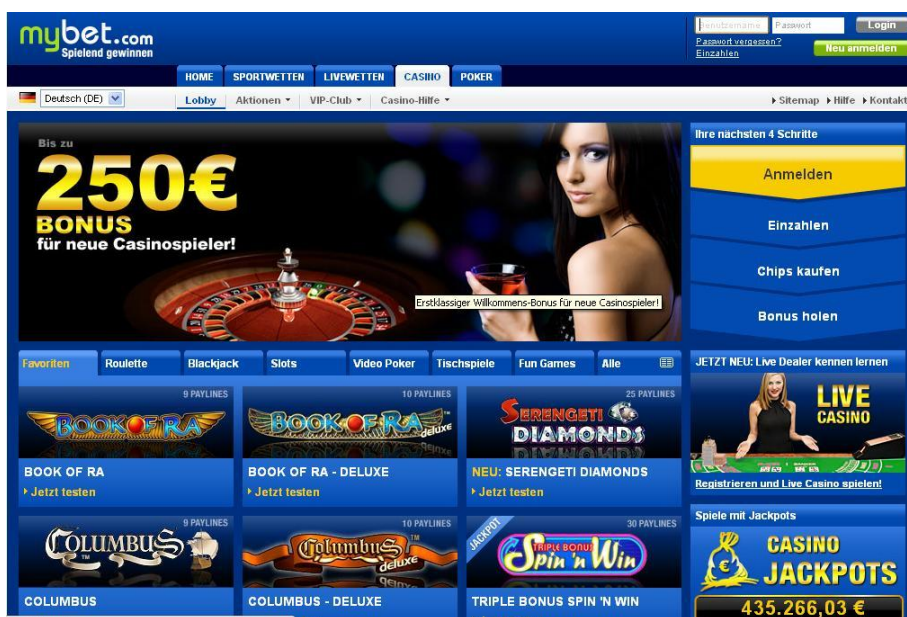 mybet.com
Spielend gewinnen
Benutzername Passwort Login
Passwort vergessen?
Einzahlen
Neu anmelden
HOME SPORTWETTEN LIVEWETTEN CASINO POKER
Deutsch (DE)
Lobby Aktionen VIP-Club Casino-Hilfe Sitemap Hilfe Kontakt
Bis zu
250€
BONUS
für neue Casinospieler!
Erstklassiger Willkommens-Bonus für neue Casinospieler!
Ihre nächsten 4 Schritte
Anmelden
Einzahlen
Chips kaufen
Bonus holen
Favoriten Roulette Blackjack Slots Video Poker Tischspiele Fun Games Alle
9 PAYLINES
BOOK OF RA
BOOK OF RA
Jetzt testen
10 PAYLINES
BOOK OF RA deluxe
BOOK OF RA - DELUXE
Jetzt testen
25 PAYLINES
SERENGETI DIAMONDS
NEU: SERENGETI DIAMONDS
Jetzt testen
JETZT NEU: Live Dealer kennen lernen
LIVE
CASINO
Registrieren und Live Casino spielen!
9 PAYLINES
COLUMBUS
COLUMBUS
10 PAYLINES
Columbus deluxe
COLUMBUS - DELUXE
30 PAYLINES
JACKPOT
TRIPLE BONUS
Spin 'n Win
TRIPLE BONUS SPIN 'N WIN
Spiele mit Jackpots
CASINO
JACKPOTS
435.266,03 €